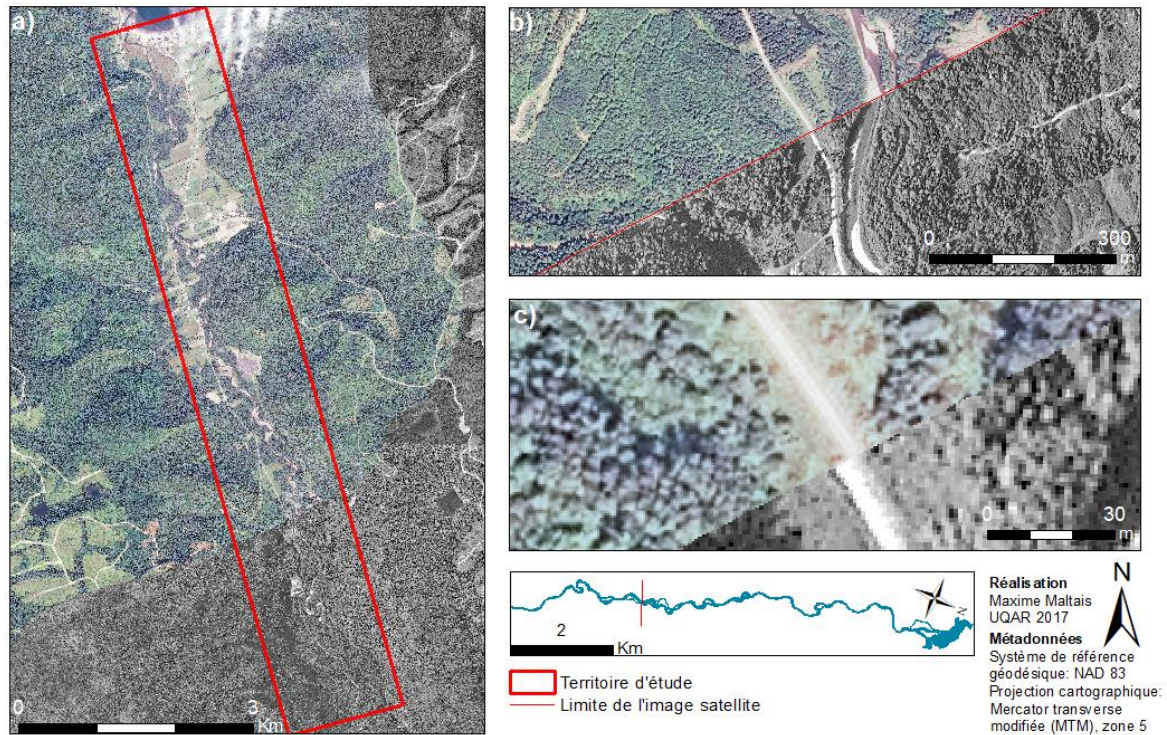 a)
0
3
Km
b)
0
300
m
c)
0
30
m
2
Km
N
Territoire d'étude
Limite de l'image satellite
Réalisation
Maxime Maltais
UQAR 2017
N
Métadonnées
Système de référence
géodésique: NAD 83
Projection cartographique:
Mercator transverse
modifiée (MTM), zone 5